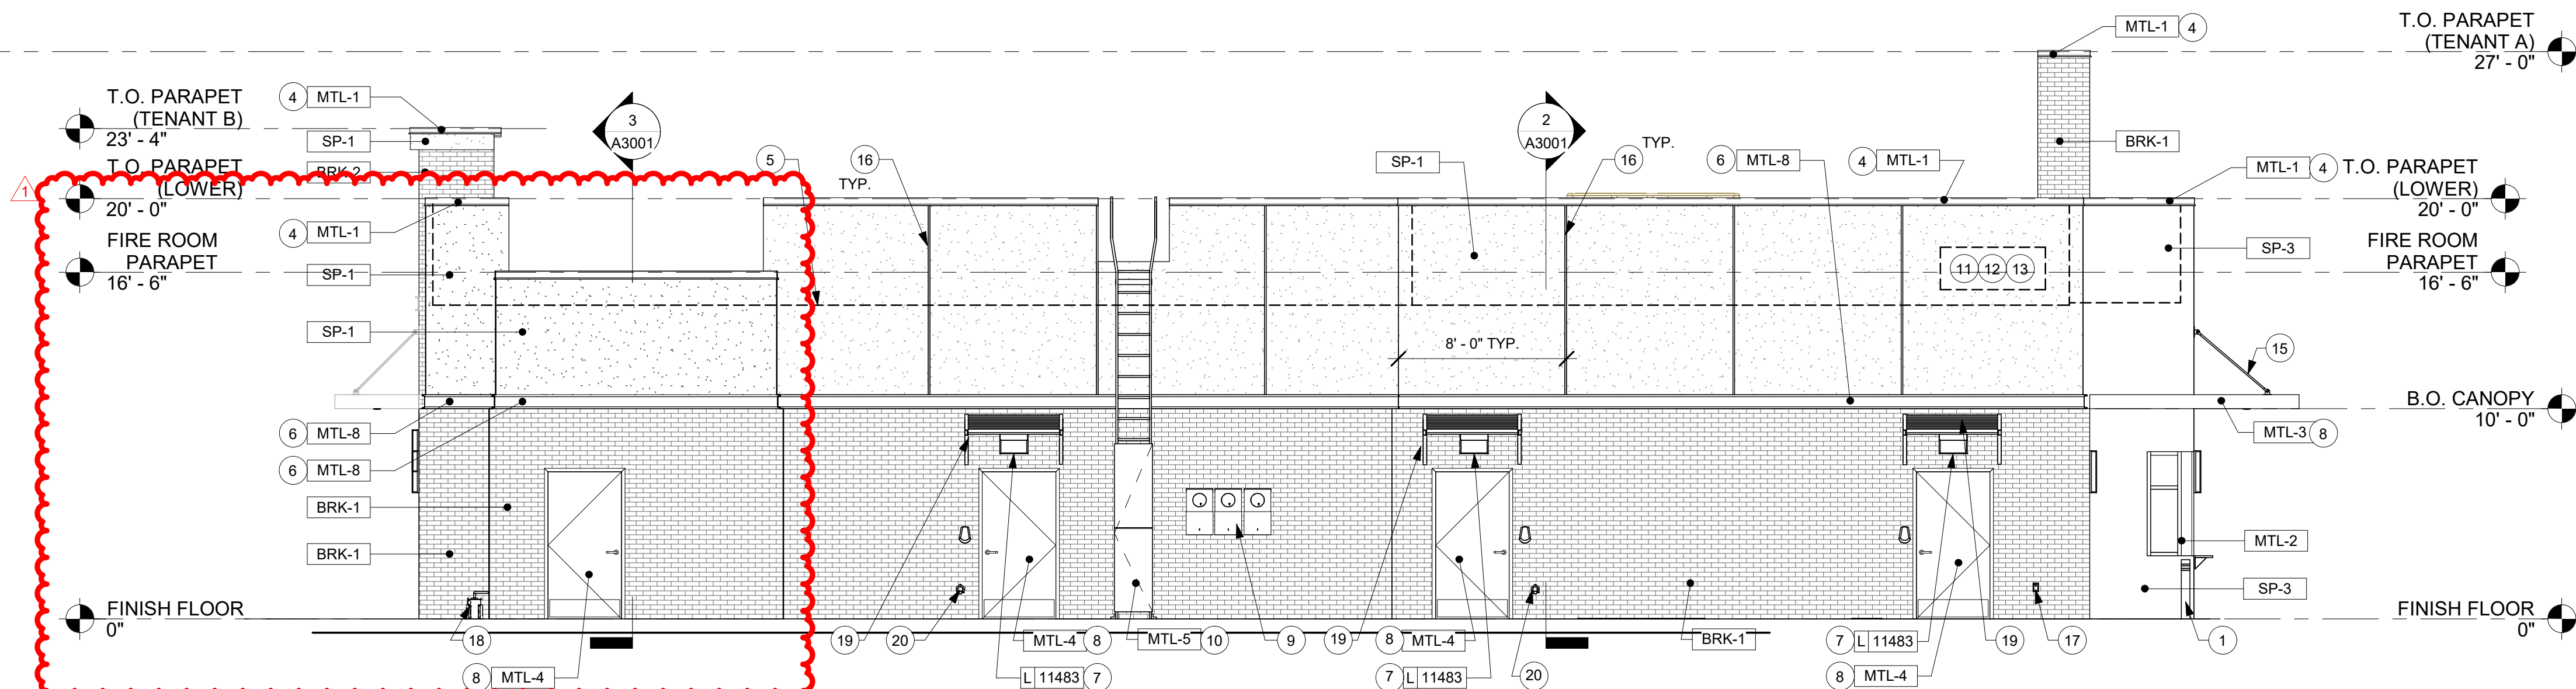 MTL-1 4
T.O. PARAPET
(TENANT A)
27' - 0"
4 MTL-1
T.O. PARAPET
(TENANT B)
23' - 4"
SP-1
3
A3001
2
A3001
BRK-1
BRK-2
5
16
TYP.
SP-1
16
TYP.
6 MTL-8
4 MTL-1
MTL-1 4
T.O. PARAPET
(LOWER)
20' - 0"
1
T.O. PARAPET
(LOWER)
20' - 0"
4 MTL-1
FIRE ROOM
PARAPET
16' - 6"
SP-1
SP-3
FIRE ROOM
PARAPET
16' - 6"
11 12 13
SP-1
8' - 0" TYP.
15
B.O. CANOPY
10' - 0"
6 MTL-8
MTL-3 8
6 MTL-8
BRK-1
BRK-1
MTL-2
SP-3
FINISH FLOOR
0"
FINISH FLOOR
0"
18
19
20
MTL-4 8
MTL-5 10
9
19
8 MTL-4
BRK-1
7 L 11483
19
17
1
8 MTL-4
L 11483 7
7 L 11483
20
8 MTL-4